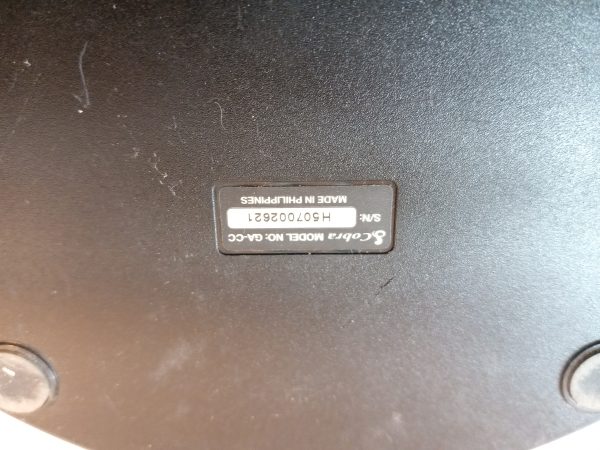 Cobra MODEL NO: GA-CC
S/N: H507002621
MADE IN PHILIPPINES